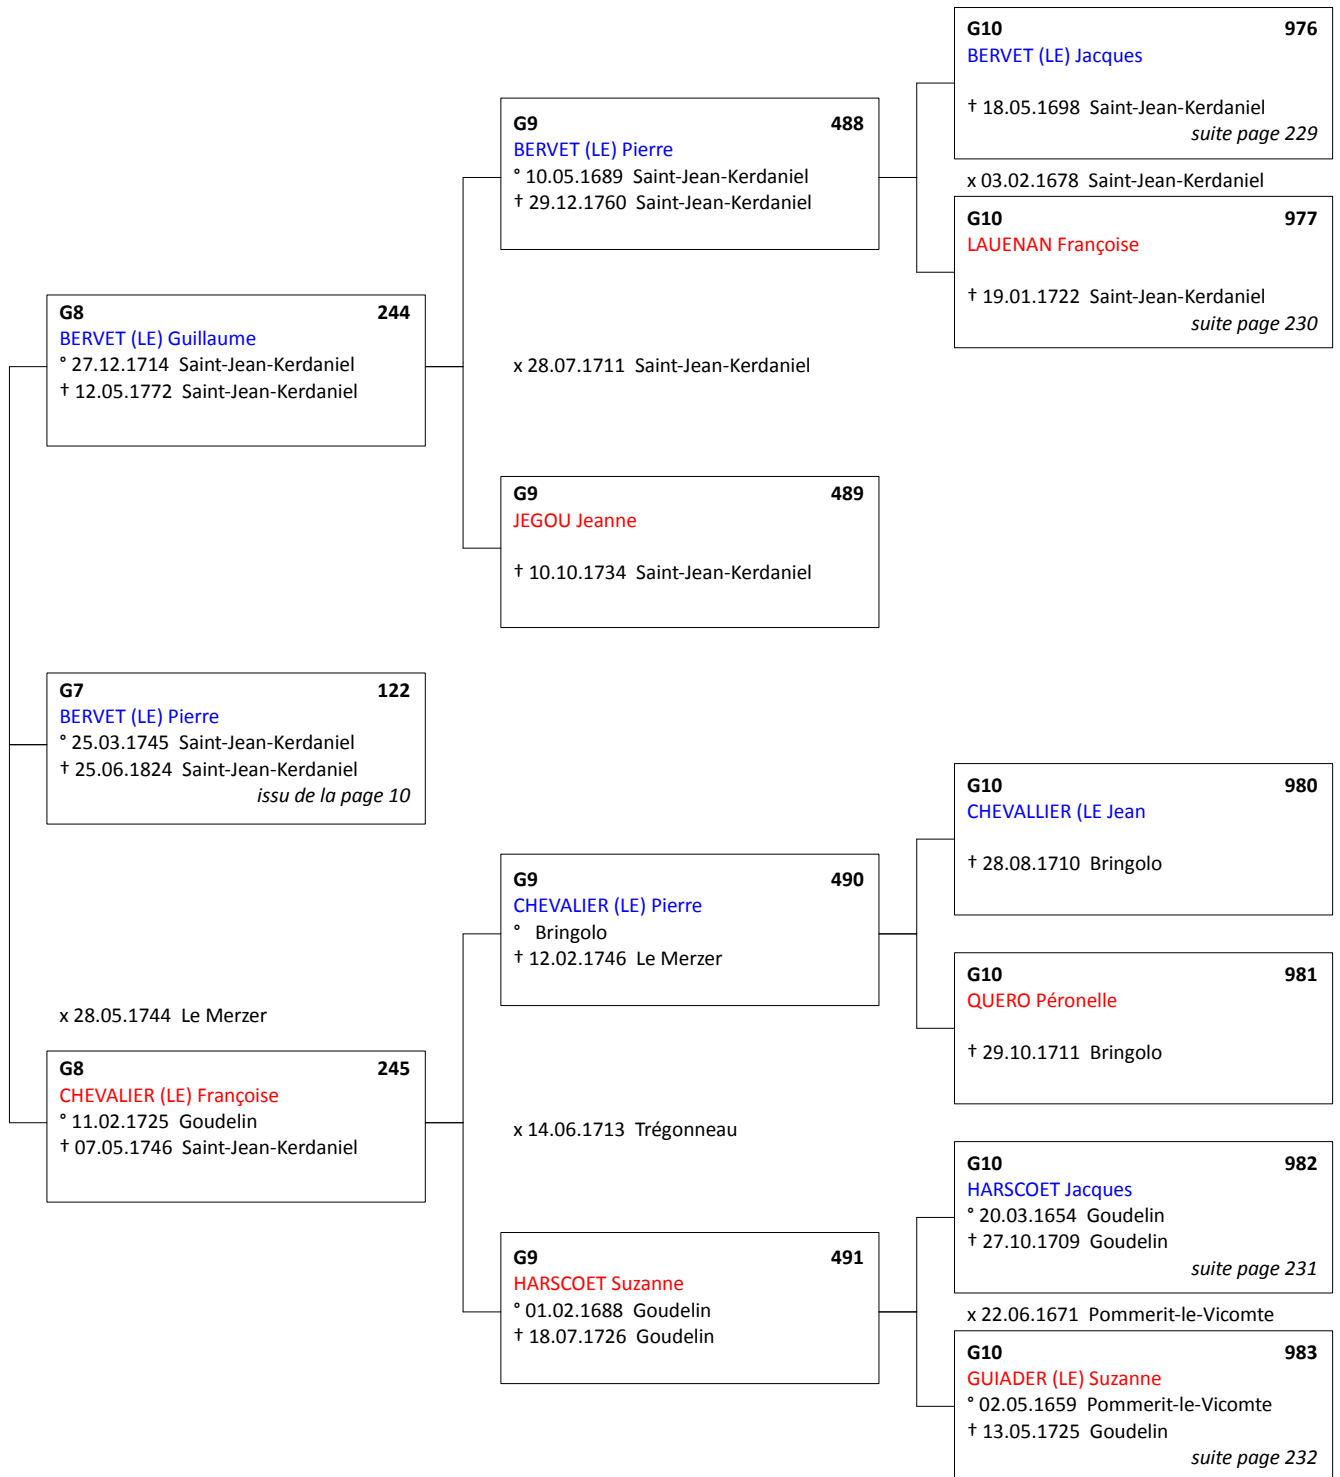 G10 976
BERVET (LE) Jacques
† 18.05.1698 Saint-Jean-Kerdaniel
suite page 229
G9 488
BERVET (LE) Pierre
° 10.05.1689 Saint-Jean-Kerdaniel
† 29.12.1760 Saint-Jean-Kerdaniel
x 03.02.1678 Saint-Jean-Kerdaniel
G10 977
LAUENAN Françoise
† 19.01.1722 Saint-Jean-Kerdaniel
suite page 230
G8 244
BERVET (LE) Guillaume
° 27.12.1714 Saint-Jean-Kerdaniel
† 12.05.1772 Saint-Jean-Kerdaniel
x 28.07.1711 Saint-Jean-Kerdaniel
G9 489
JEGOU Jeanne
† 10.10.1734 Saint-Jean-Kerdaniel
G7 122
BERVET (LE) Pierre
° 25.03.1745 Saint-Jean-Kerdaniel
† 25.06.1824 Saint-Jean-Kerdaniel
issu de la page 10
G10 980
CHEVALLIER (LE Jean
† 28.08.1710 Bringolo
G9 490
CHEVALIER (LE) Pierre
° Bringolo
† 12.02.1746 Le Merzer
G10 981
QUERO Péronelle
† 29.10.1711 Bringolo
x 28.05.1744 Le Merzer
G8 245
CHEVALIER (LE) Françoise
° 11.02.1725 Goudelin
† 07.05.1746 Saint-Jean-Kerdaniel
x 14.06.1713 Trégonneau
G10 982
HARSCOET Jacques
° 20.03.1654 Goudelin
† 27.10.1709 Goudelin
suite page 231
G9 491
HARSCOET Suzanne
° 01.02.1688 Goudelin
† 18.07.1726 Goudelin
x 22.06.1671 Pommerit-le-Vicomte
G10 983
GUIADER (LE) Suzanne
° 02.05.1659 Pommerit-le-Vicomte
† 13.05.1725 Goudelin
suite page 232